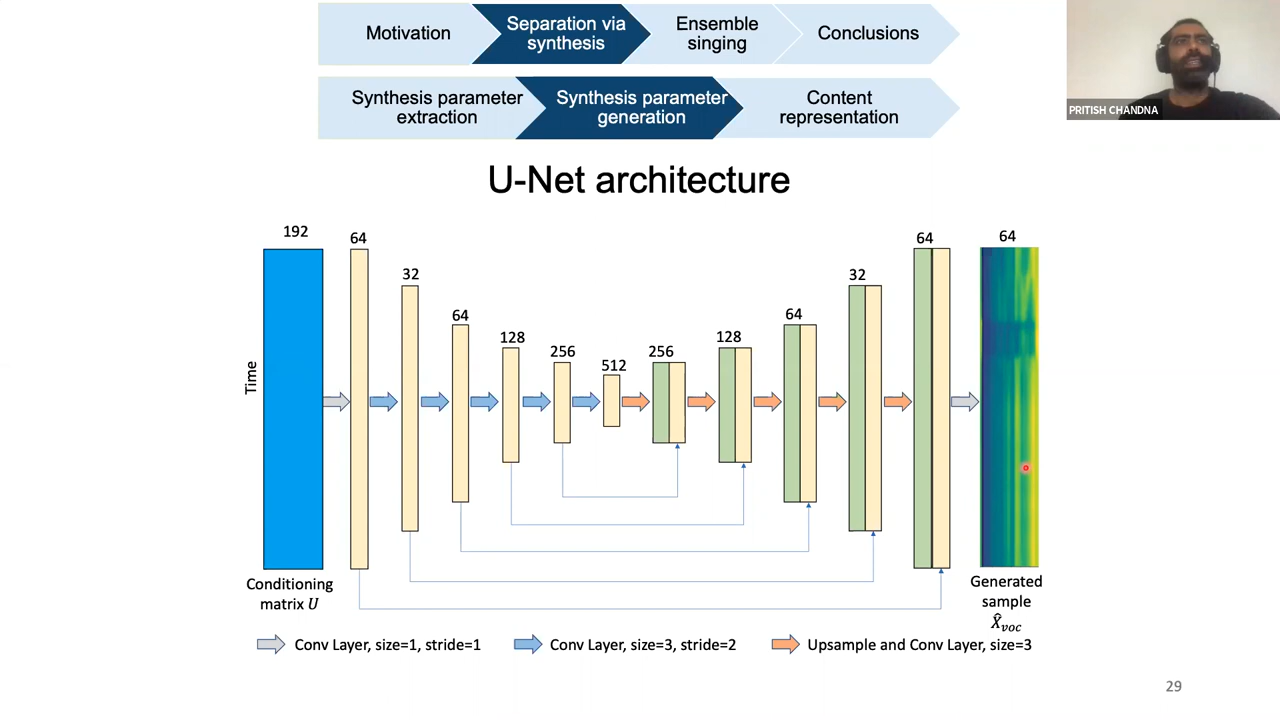 Motivation
Separation via
synthesis
Ensemble
singing
Conclusions
PRITISH CHANDNA
Synthesis parameter
extraction
Synthesis parameter
generation
Content
representation
U-Net architecture
192
64
32
64
128
256
512
256
128
64
32
64
64
Time
Conditioning
matrix U
Generated
sample
X̂voc
Conv Layer, size=1, stride=1
Conv Layer, size=3, stride=2
Upsample and Conv Layer, size=3
29